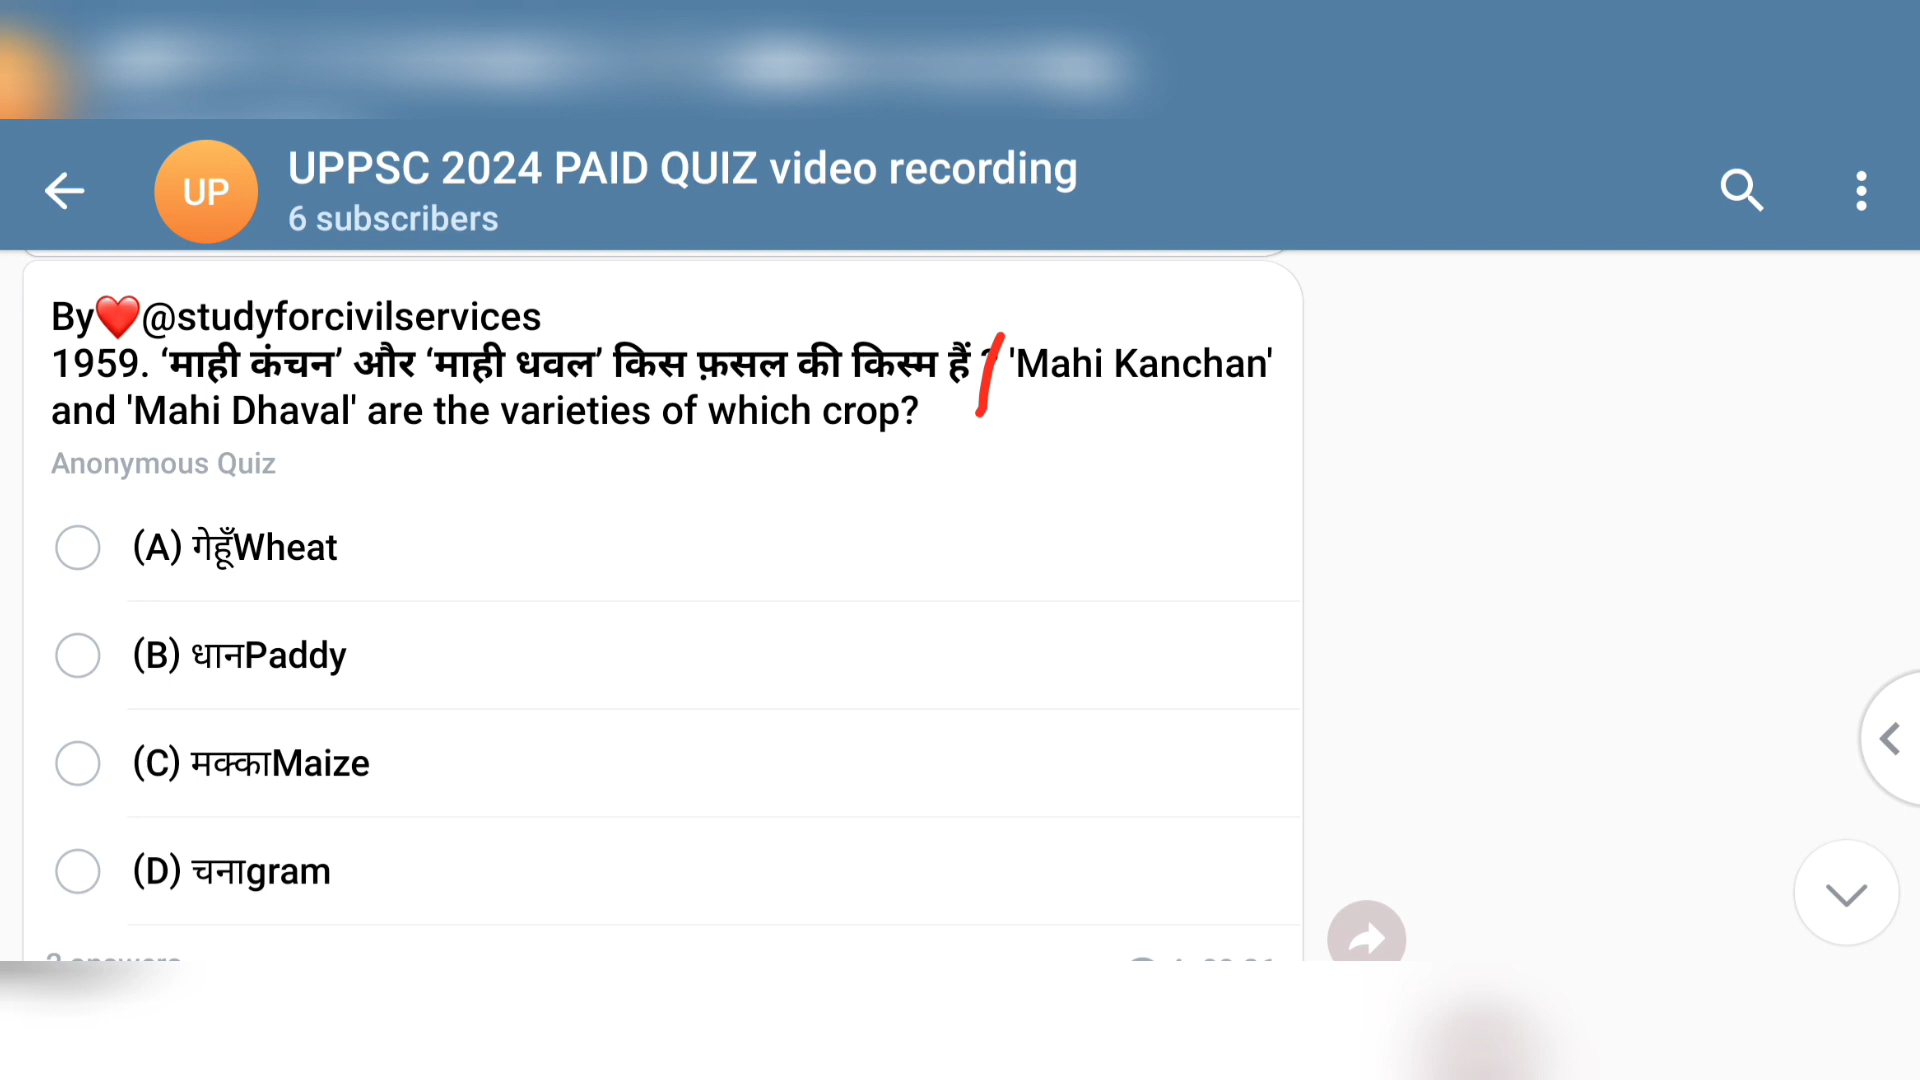 UPPSC 2024 PAID QUIZ video recording
UP
6 subscribers
By❤️@studyforcivilservices
1959. ‘माही कंचन’ और ‘माही धवल’ किस फ़सल की किस्म हैं ? 'Mahi Kanchan'
and 'Mahi Dhaval' are the varieties of which crop?
Anonymous Quiz
(A) गेहूँWheat
(B) धानPaddy
(C) मक्काMaize
(D) चनाgram